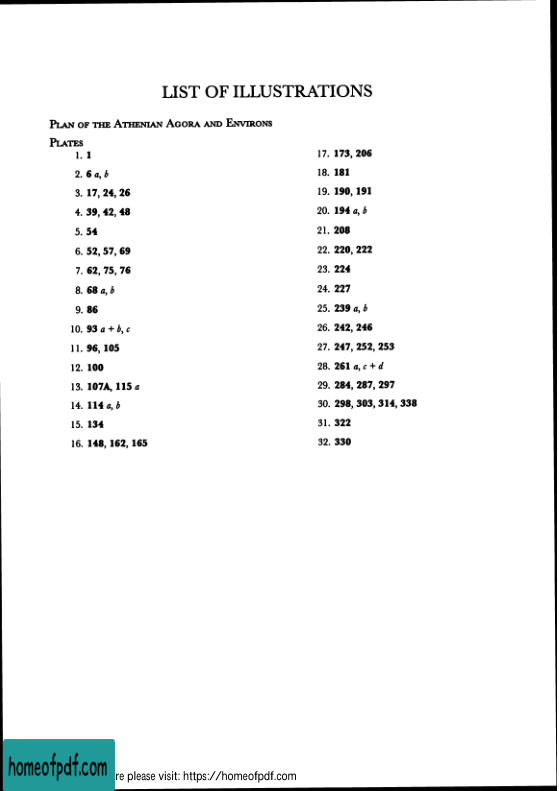 LIST OF ILLUSTRATIONS
PLAN OF THE ATHENIAN AGORA AND ENVIRONS
PLATES
1. 1
2. 6 a, b
3. 17, 24, 26
4. 39, 42, 48
5. 54
6. 52, 57, 69
7. 62, 75, 76
8. 68 a, b
9. 86
10. 93 a + b, c
11. 96, 105
12. 100
13. 107A, 115 a
14. 114 a, b
15. 134
16. 148, 162, 165
17. 173, 206
18. 181
19. 190, 191
20. 194 a, b
21. 208
22. 220, 222
23. 224
24. 227
25. 239 a, b
26. 242, 246
27. 247, 252, 253
28. 261 a, c + d
29. 284, 287, 297
30. 298, 303, 314, 338
31. 322
32. 330
homeofpdf.com
re please visit: https://homeofpdf.com